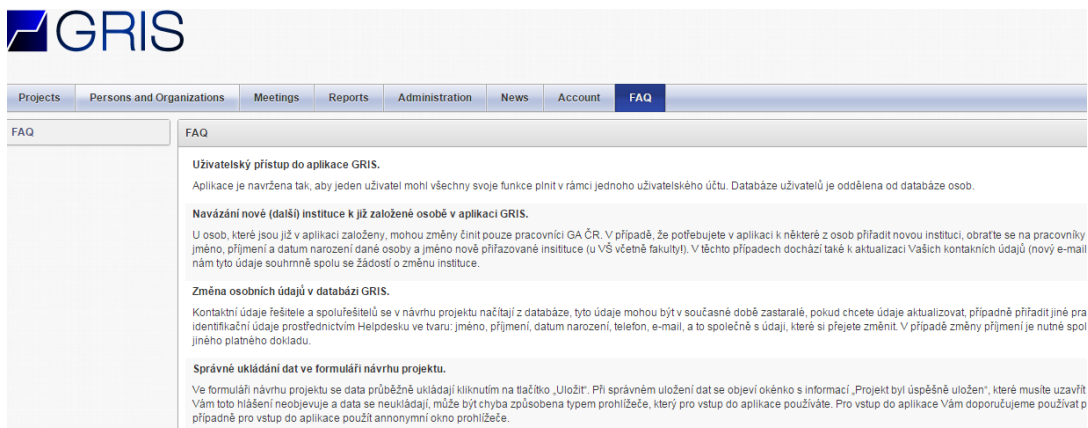 GRIS
Projects Persons and Organizations Meetings Reports Administration News Account FAQ
FAQ
FAQ
Uživatelský přístup do aplikace GRIS.
Aplikace je navržena tak, aby jeden uživatel mohl všechny svoje funkce plnit v rámci jednoho uživatelského účtu. Databáze uživatelů je oddělena od databáze osob.
Navázání nové (další) instituce k již založené osobě v aplikaci GRIS.
U osob, které jsou již v aplikaci založeny, mohou změny činit pouze pracovníci GA ČR. V případě, že potřebujete v aplikaci k některé z osob přiřadit novou instituci, obraťte se na pracovníky
jméno, příjmení a datum narození dané osoby a jméno nově přiřazované insitituce (u VŠ včetně fakulty!). V těchto případech dochází také k aktualizaci Vašich kontakních údajů (nový e-mail
nám tyto údaje souhrnně spolu se žádostí o změnu instituce.
Změna osobních údajů v databázi GRIS.
Kontaktní údaje řešitele a spoluřešitelů se v návrhu projektu načítají z databáze, tyto údaje mohou být v současné době zastaralé, pokud chcete údaje aktualizovat, případně přiřadit jiné pra
identifikační údaje prostřednictvím Helpdesku ve tvaru: jméno, příjmení, datum narození, telefon, e-mail, a to společně s údaji, které si přejete změnit. V případě změny příjmení je nutné spol
jiného platného dokladu.
Správné ukládání dat ve formuláři návrhu projektu.
Ve formuláři návrhu projektu se data průběžně ukládají kliknutím na tlačítko „Uložit“. Při správném uložení dat se objeví okénko s informací „Projekt byl úspěšně uložen“, které musíte uzavřít
Vám toto hlášení neobjevuje a data se neukládají, může být chyba způsobena typem prohlížeče, který pro vstup do aplikace používáte. Pro vstup do aplikace Vám doporučujeme používat p
případně pro vstup do aplikace použít annonymní okno prohlížeče.